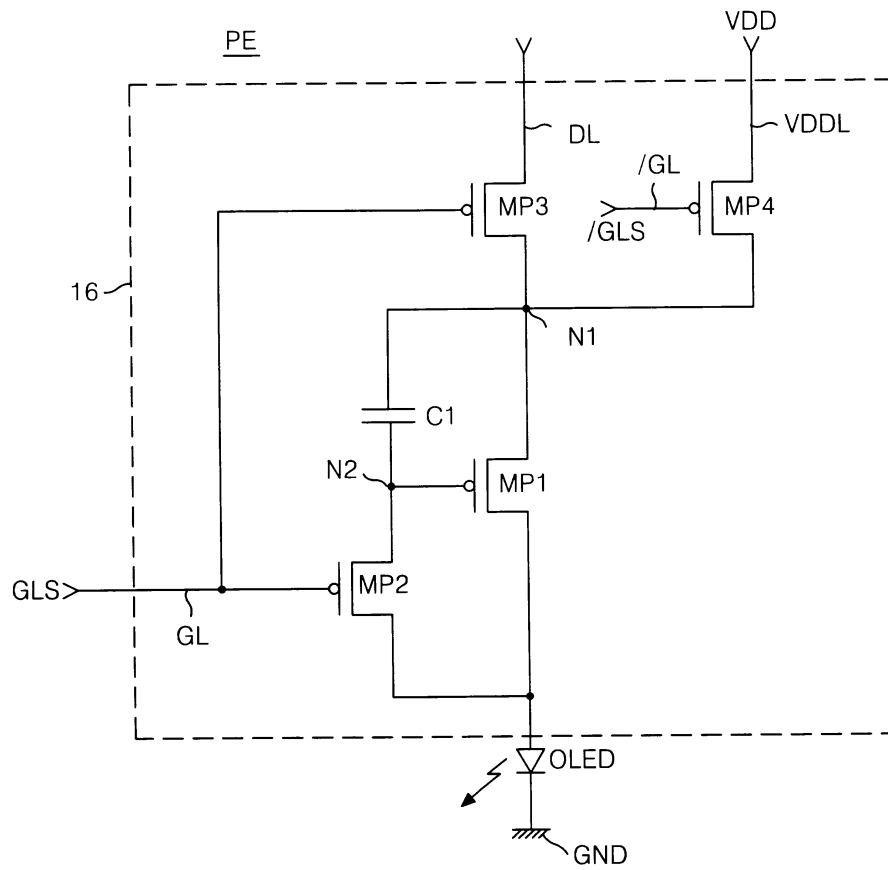 PE
VDD
DL
VDDL
/GL
MP3
MP4
/GLS
16
N1
C1
N2
MP1
MP2
GLS
GL
OLED
GND